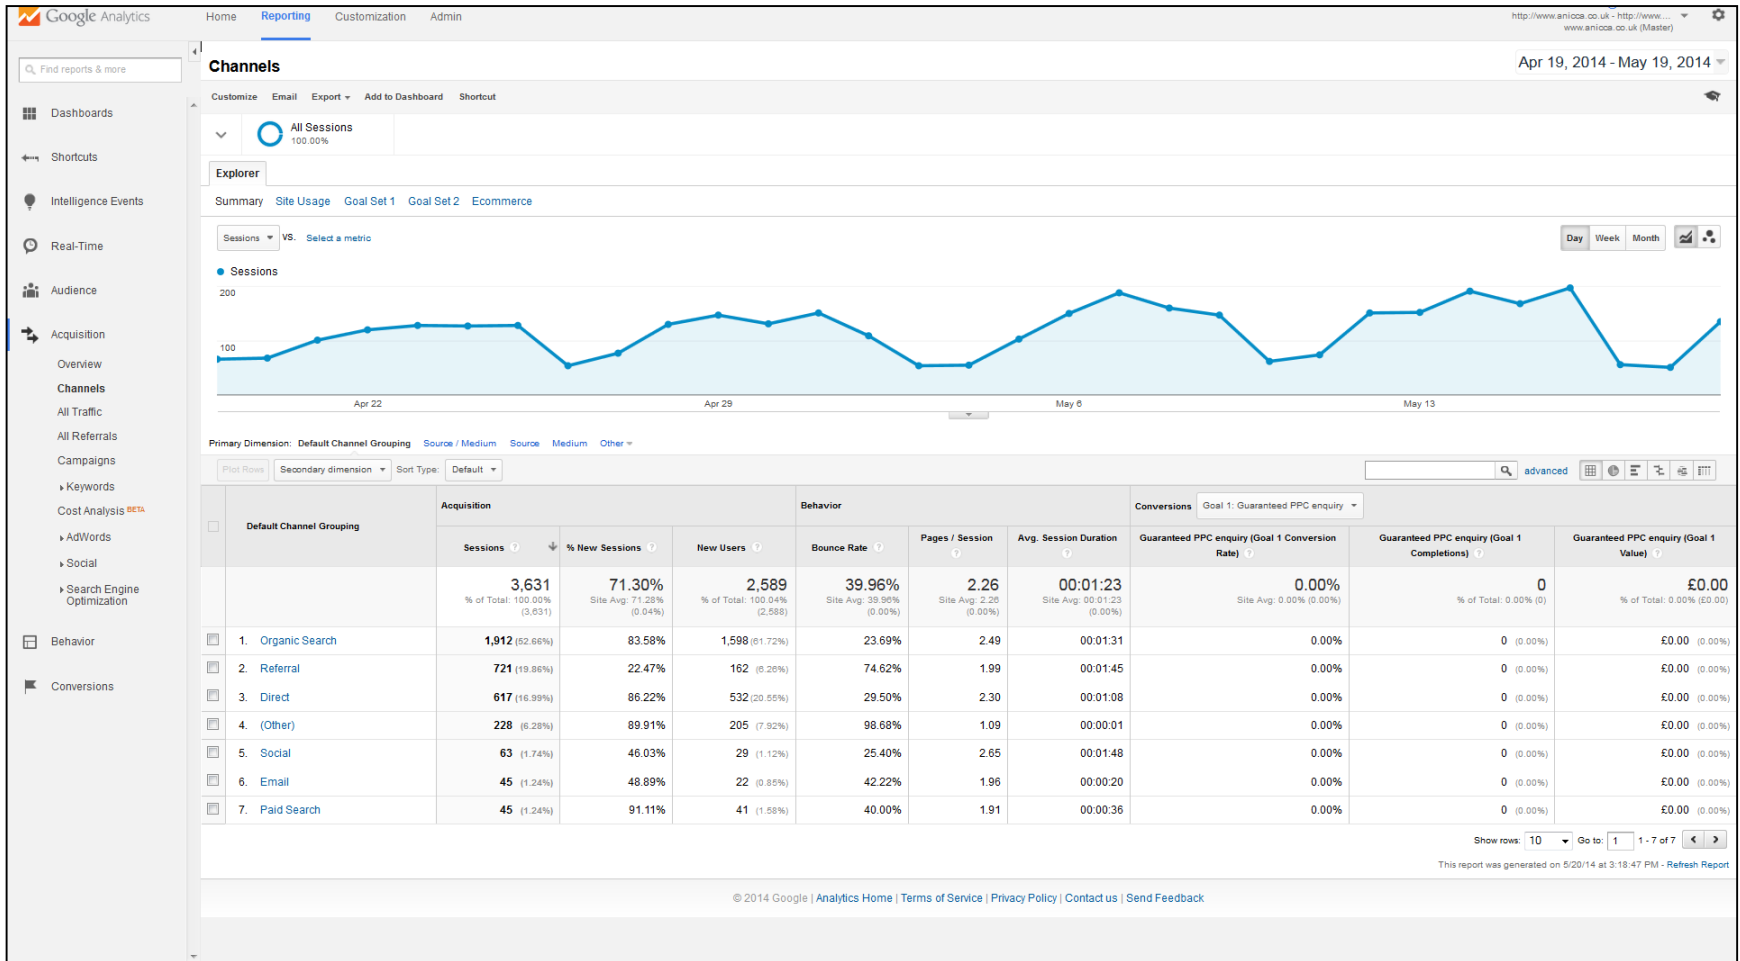 Google Analytics
Home Reporting Customization Admin
http://www.anicca.co.uk - http://www....
www.anicca.co.uk (Master)
Find reports & more
Dashboards
Shortcuts
Intelligence Events
Real-Time
Audience
Acquisition
Overview
Channels
All Traffic
All Referrals
Campaigns
Keywords
Cost Analysis BETA
AdWords
Social
Search Engine
Optimization
Behavior
Conversions
Channels
Apr 19, 2014 - May 19, 2014
Customize Email Export Add to Dashboard Shortcut
All Sessions
100.00%
Explorer
Summary Site Usage Goal Set 1 Goal Set 2 Ecommerce
Sessions VS. Select a metric
Day Week Month
Sessions
200
100
Apr 22 Apr 29 May 6 May 13
Primary Dimension: Default Channel Grouping Source / Medium Source Medium Other
Plot Rows Secondary dimension Sort Type: Default
advanced
Default Channel Grouping
Acquisition Behavior Conversions Goal 1: Guaranteed PPC enquiry
Sessions ? % New Sessions ? New Users ? Bounce Rate ? Pages / Session ? Avg. Session Duration ? Guaranteed PPC enquiry (Goal 1 Conversion Rate) ? Guaranteed PPC enquiry (Goal 1 Completions) ? Guaranteed PPC enquiry (Goal 1 Value) ?
3,631 71.30% 2,589 39.96% 2.26 00:01:23 0.00% 0 £0.00
% of Total: 100.00% Site Avg: 71.28% % of Total: 100.04% Site Avg: 39.96% Site Avg: 2.26 Site Avg: 00:01:23 Site Avg: 0.00% (0.00%) % of Total: 0.00% (0) % of Total: 0.00% (£0.00)
(3,631) (0.04%) (2,588) (0.00%) (0.00%) (0.00%)
1. Organic Search 1,912 (52.66%) 83.58% 1,598 (61.72%) 23.69% 2.49 00:01:31 0.00% 0 (0.00%) £0.00 (0.00%)
2. Referral 721 (19.86%) 22.47% 162 (6.26%) 74.62% 1.99 00:01:45 0.00% 0 (0.00%) £0.00 (0.00%)
3. Direct 617 (16.99%) 86.22% 532 (20.55%) 29.50% 2.30 00:01:08 0.00% 0 (0.00%) £0.00 (0.00%)
4. (Other) 228 (6.28%) 89.91% 205 (7.92%) 98.68% 1.09 00:00:01 0.00% 0 (0.00%) £0.00 (0.00%)
5. Social 63 (1.74%) 46.03% 29 (1.12%) 25.40% 2.65 00:01:48 0.00% 0 (0.00%) £0.00 (0.00%)
6. Email 45 (1.24%) 48.89% 22 (0.85%) 42.22% 1.96 00:00:20 0.00% 0 (0.00%) £0.00 (0.00%)
7. Paid Search 45 (1.24%) 91.11% 41 (1.58%) 40.00% 1.91 00:00:36 0.00% 0 (0.00%) £0.00 (0.00%)
Show rows: 10 Go to: 1 1 - 7 of 7
This report was generated on 5/20/14 at 3:18:47 PM - Refresh Report
© 2014 Google | Analytics Home | Terms of Service | Privacy Policy | Contact us | Send Feedback